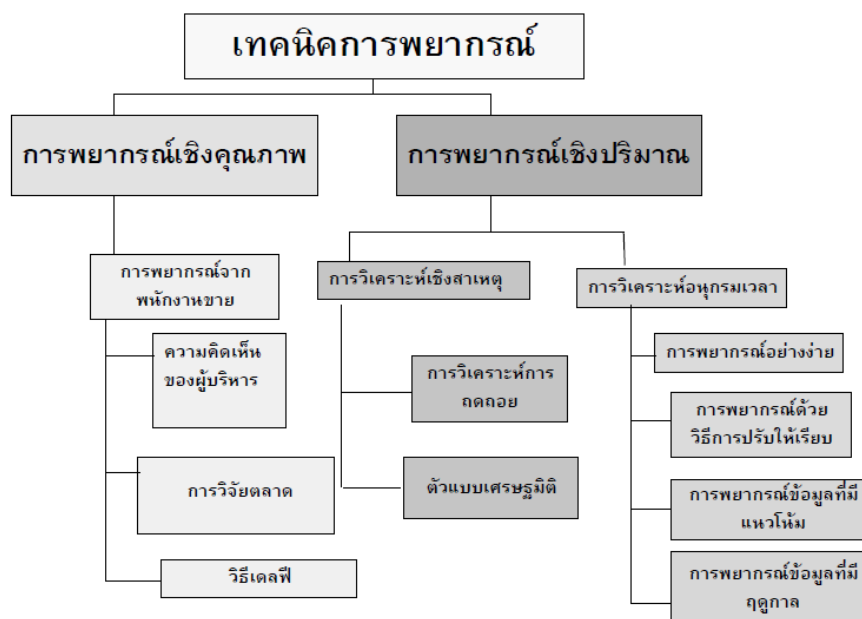 เทคนิคการพยากรณ์
การพยากรณ์เชิงคุณภาพ
การพยากรณ์เชิงปริมาณ
การพยากรณ์จาก
พนักงานขาย
ความคิดเห็น
ของผู้บริหาร
การวิจัยตลาด
วิธีเดลฟี
การวิเคราะห์เชิงสาเหตุ
การวิเคราะห์การ
ถดถอย
ตัวแบบเศรษฐมิติ
การวิเคราะห์อนุกรมเวลา
การพยากรณ์อย่างง่าย
การพยากรณ์ด้วย
วิธีการปรับให้เรียบ
การพยากรณ์ข้อมูลที่มี
แหวโน้ม
การพยากรณ์ข้อมูลที่มี
ฤดูกาล